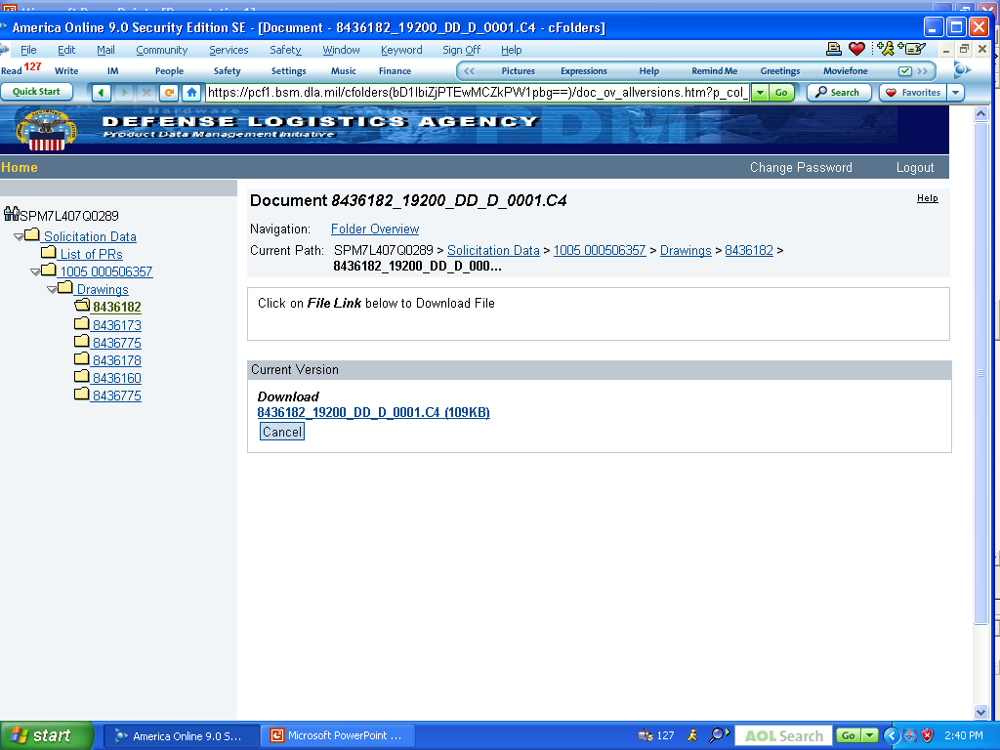 America Online 9.0 Security Edition SE - [Document - 8436182_19200_DD_D_0001.C4 - cFolders]
File Edit Mail Community Services Safety Window Keyword Sign Off Help
Read 127 Write IM People Safety Settings Music Finance Pictures Expressions Help Remind Me Greetings Moviefone
Quick Start https://pcf1.bsm.dla.mil/cfolders(bD1lbiZjPTEwMCZkPW1pbg==)/doc_ov_allversions.htm?p_col_ Go Search Favorites
DEFENSE LOGISTICS AGENCY
Product Data Management Initiative
Home Change Password Logout
SPM7L407Q0289
Solicitation Data
List of PRs
1005 000506357
Drawings
8436182
8436173
8436775
8436178
8436160
8436775
Document 8436182_19200_DD_D_0001.C4 Help
Navigation: Folder Overview
Current Path: SPM7L407Q0289 > Solicitation Data > 1005 000506357 > Drawings > 8436182 >
8436182_19200_DD_D_000...
Click on File Link below to Download File
Current Version
Download
8436182_19200_DD_D_0001.C4 (109KB)
Cancel
start America Online 9.0 S... Microsoft PowerPoint ... 127 AOL Search Go 2:40 PM